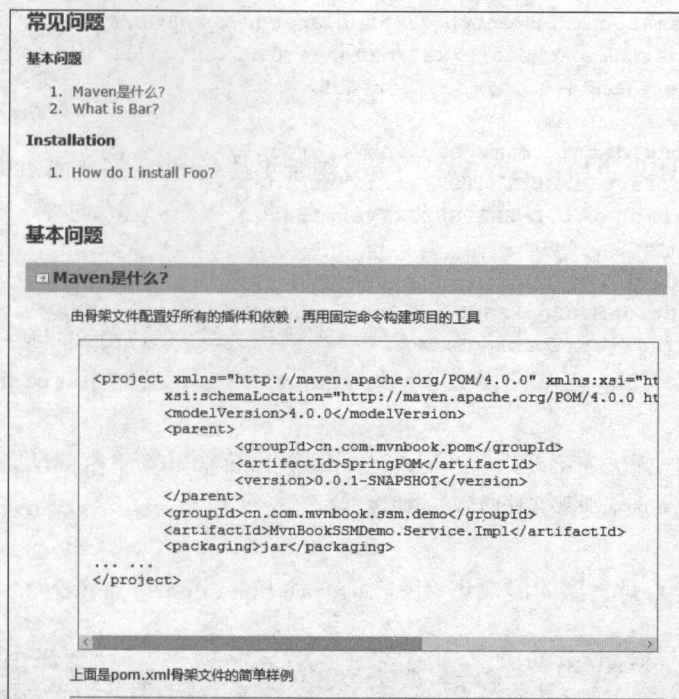 常见问题
基本问题
1. Maven是什么?
2. What is Bar?
Installation
1. How do I install Foo?
基本问题
Maven是什么?
由骨架文件配置好所有的插件和依赖，再用固定命令构建项目的工具
<project xmlns="http://maven.apache.org/POM/4.0.0" xmlns:xsi="ht
xsi:schemaLocation="http://maven.apache.org/POM/4.0.0 ht
<modelVersion>4.0.0</modelVersion>
<parent>
<groupId>cn.com.mvnbook.pom</groupId>
<artifactId>SpringPOM</artifactId>
<version>0.0.1-SNAPSHOT</version>
</parent>
<groupId>cn.com.mvnbook.ssm.demo</groupId>
<artifactId>MvnBookSSMDemo.Service.Impl</artifactId>
<packaging>jar</packaging>
... ...
</project>
上面是pom.xml骨架文件的简单样例